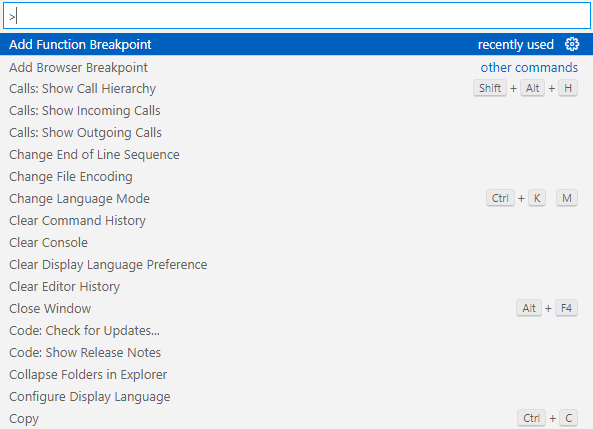 >
Add Function Breakpoint recently used
Add Browser Breakpoint other commands
Calls: Show Call Hierarchy Shift + Alt + H
Calls: Show Incoming Calls
Calls: Show Outgoing Calls
Change End of Line Sequence
Change File Encoding
Change Language Mode Ctrl + K M
Clear Command History
Clear Console
Clear Display Language Preference
Clear Editor History
Close Window Alt + F4
Code: Check for Updates...
Code: Show Release Notes
Collapse Folders in Explorer
Configure Display Language
Copy Ctrl + C